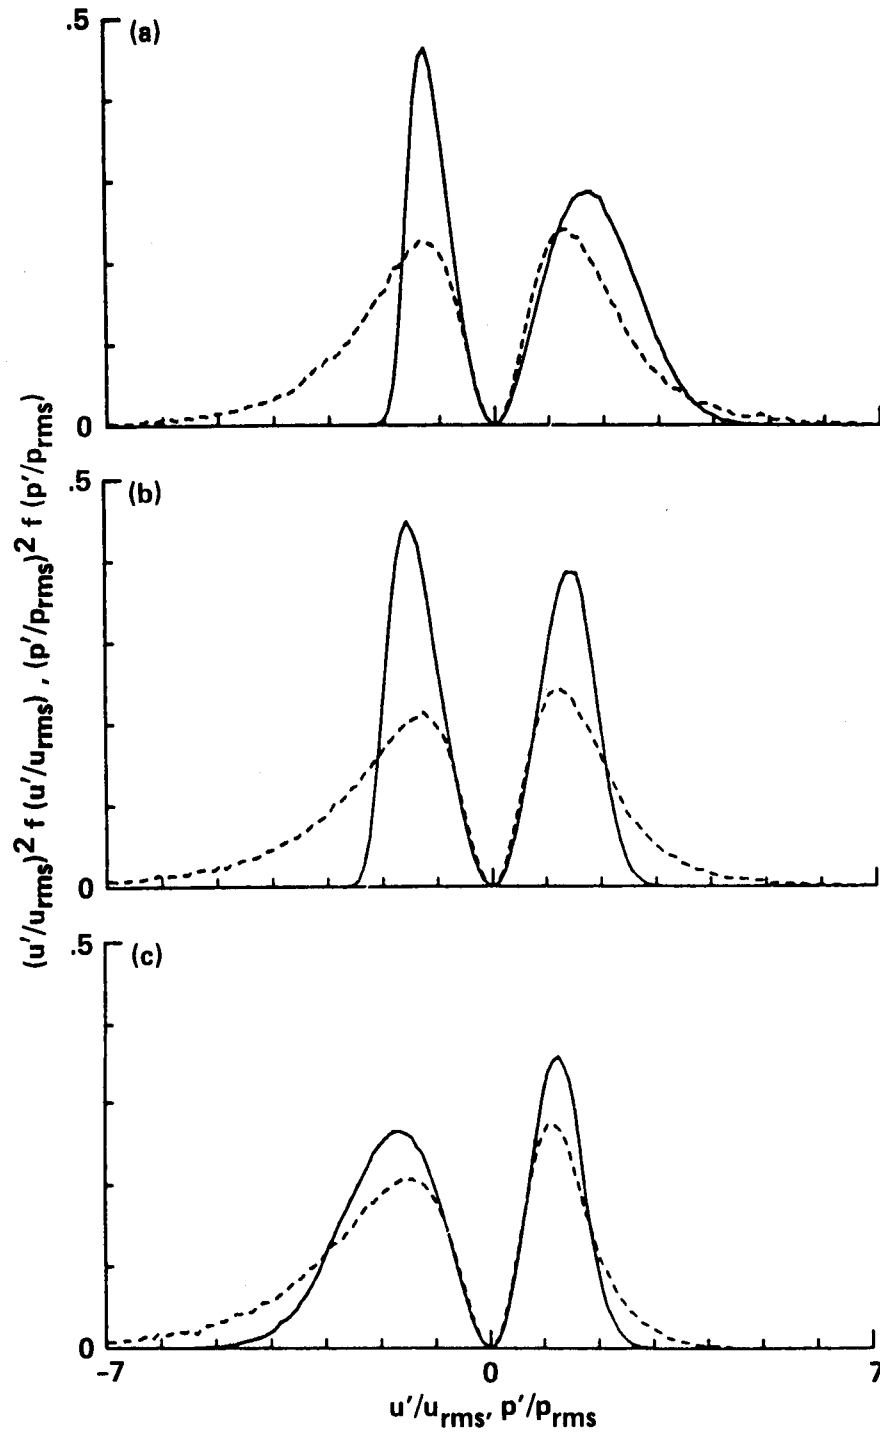 .5
(a)
0
.5
(b)
0
.5
(c)
0
-7
0
7
u'/u_rms, p'/p_rms
(u'/u_rms)² f (u'/u_rms) , (p'/p_rms)² f (p'/p_rms)